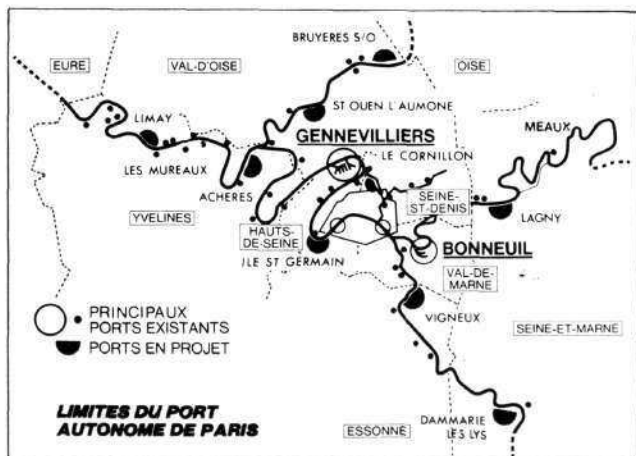 BRUYERES S/O
EURE
VAL-D'OISE
OISE
LIMAY
ST OUEN L'AUMONE
MEAUX
GENNEVILLIERS
LE CORNILLON
LES MUREAUX
ACHERES
SEINE-
ST-DENIS
YVELINES
HAUTS-
DE-SEINE
LAGNY
ILE ST GERMAIN
BONNEUIL
VAL-DE-
MARNE
PRINCIPAUX
PORTS EXISTANTS
VIGNEUX
SEINE-ET-MARNE
PORTS EN PROJET
LIMITES DU PORT
AUTONOME DE PARIS
ESSONNE
DAMMARIE
LES LYS